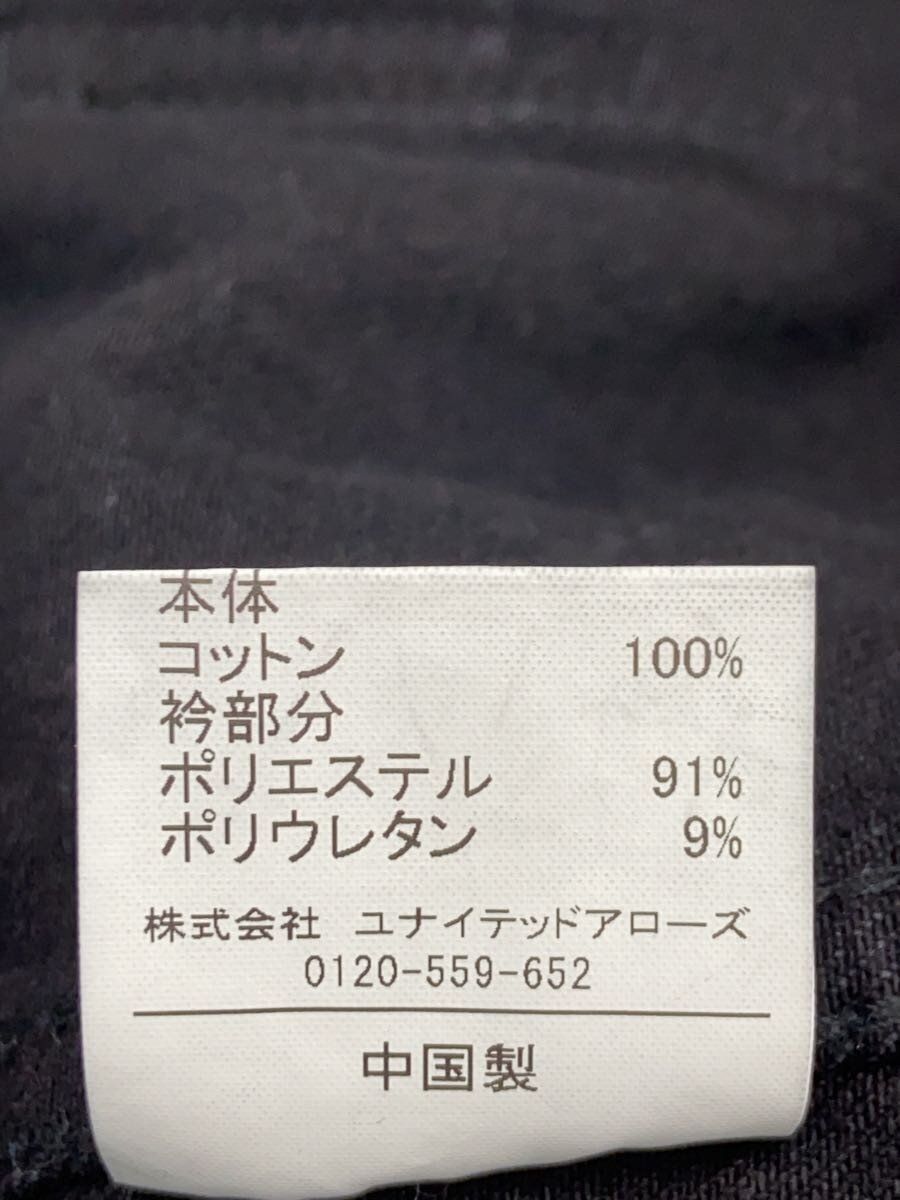 本体
コットン 100%
衿部分
ポリエステル 91%
ポリウレタン 9%
株式会社 ユナイテッドアローズ
0120-559-652
中国製